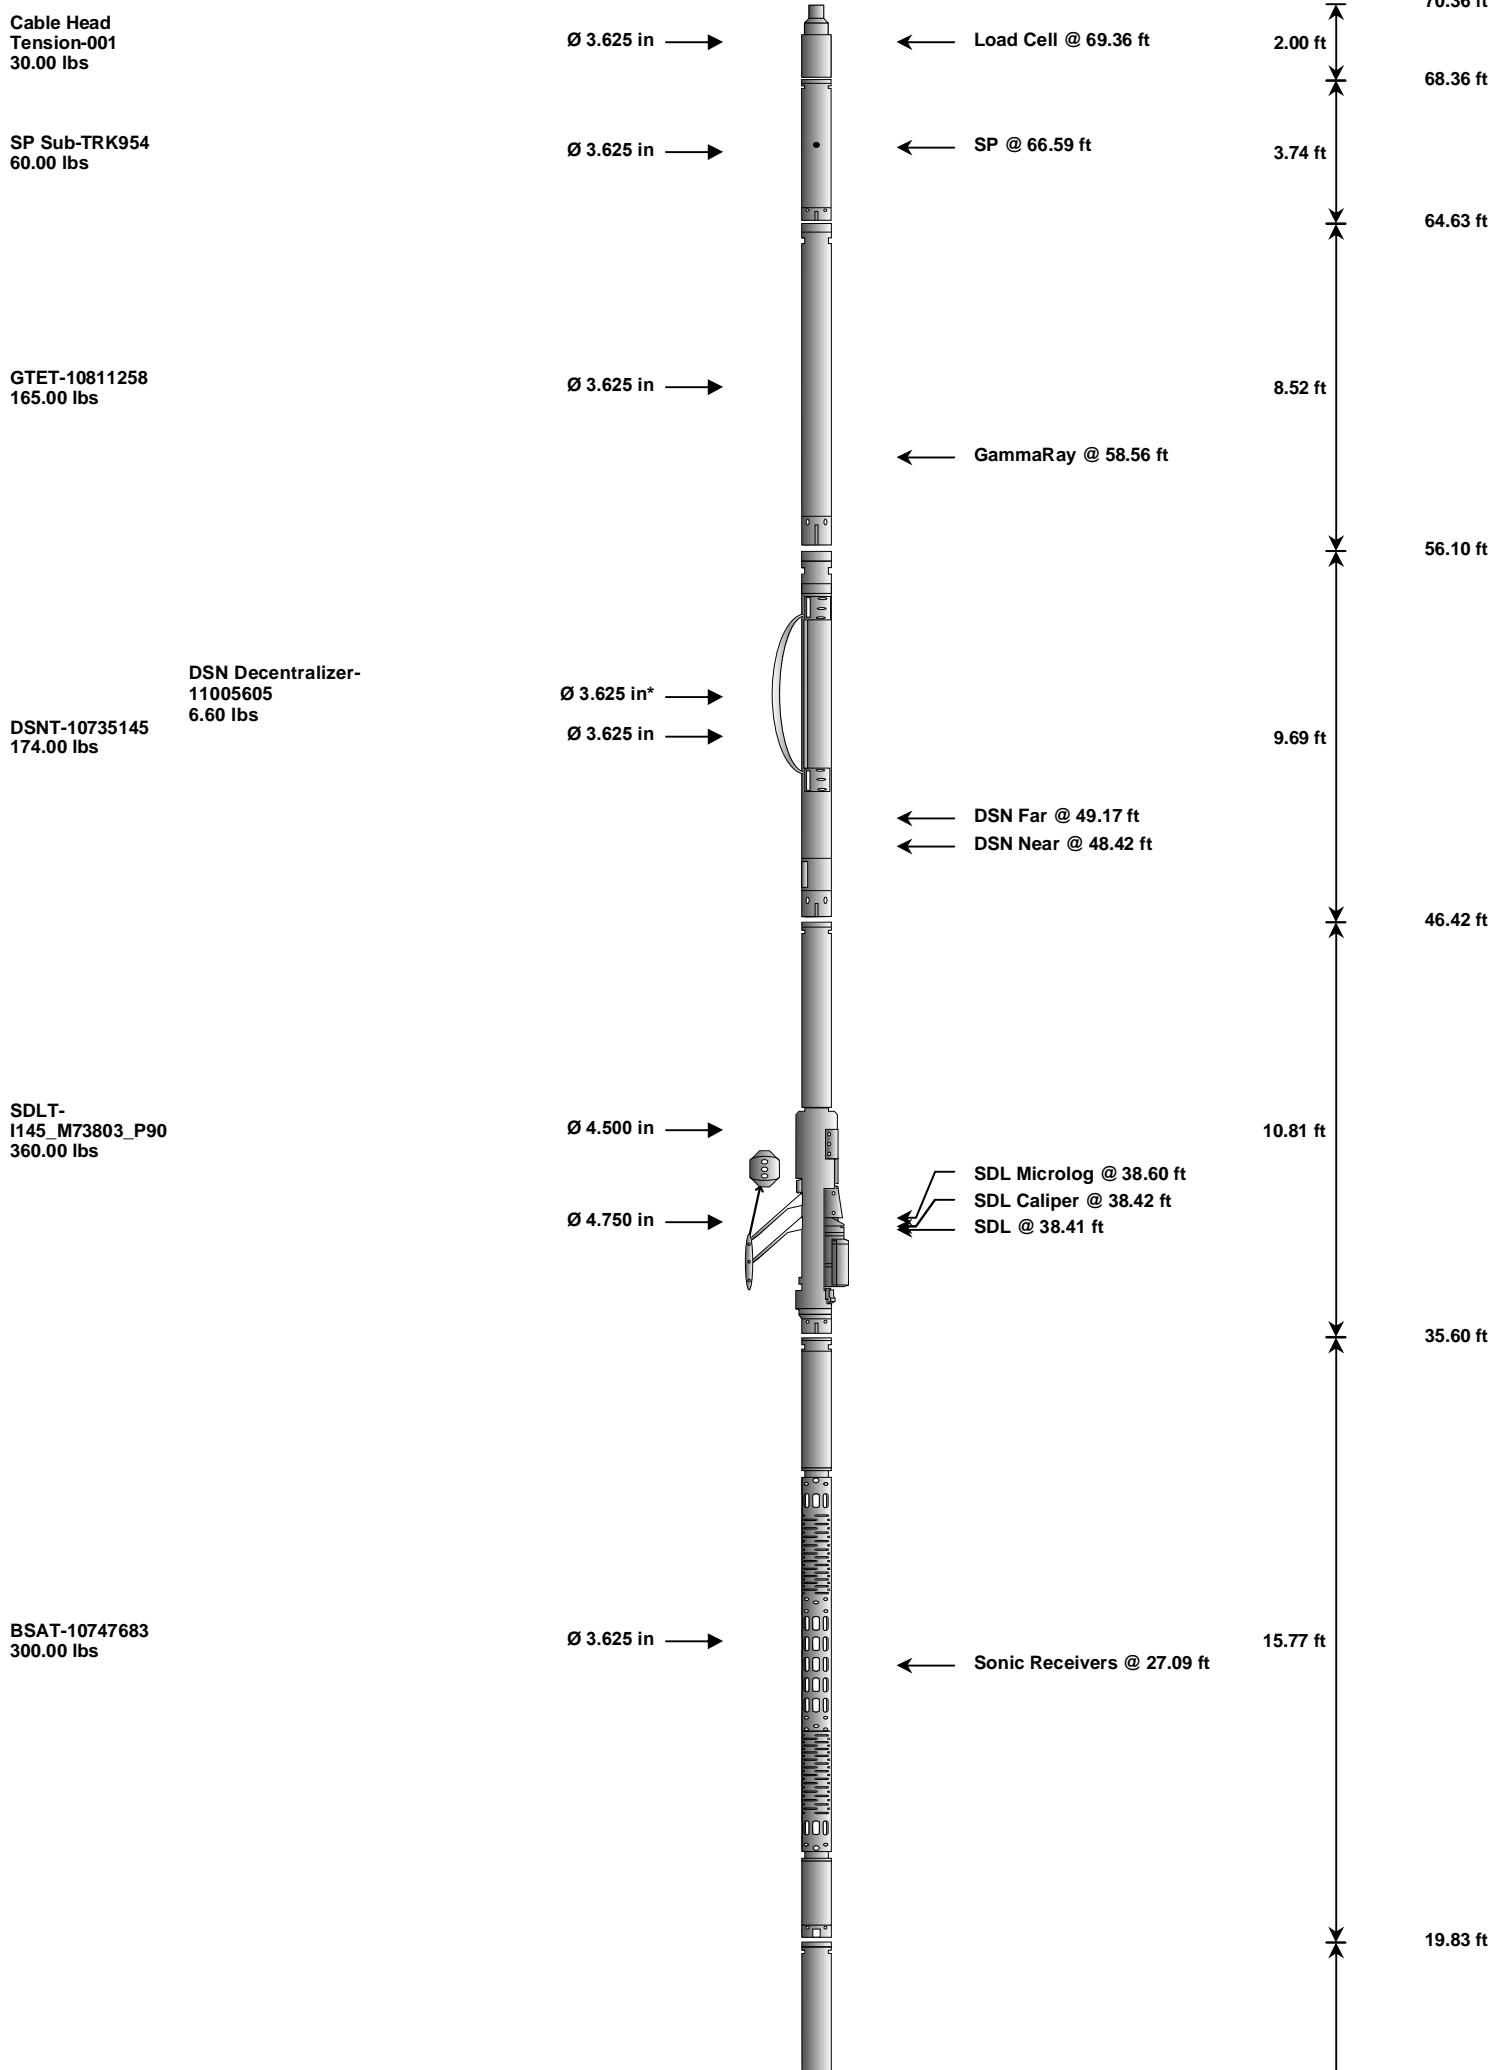 70.36 ft
Cable Head
Tension-001
30.00 lbs
Ø 3.625 in
Load Cell @ 69.36 ft
2.00 ft
68.36 ft
SP Sub-TRK954
60.00 lbs
Ø 3.625 in
SP @ 66.59 ft
3.74 ft
64.63 ft
GTET-10811258
165.00 lbs
Ø 3.625 in
8.52 ft
GammaRay @ 58.56 ft
56.10 ft
DSN Decentralizer-
11005605
6.60 lbs
Ø 3.625 in*
DSNT-10735145
174.00 lbs
Ø 3.625 in
9.69 ft
DSN Far @ 49.17 ft
DSN Near @ 48.42 ft
46.42 ft
SDLT-
I145_M73803_P90
360.00 lbs
Ø 4.500 in
10.81 ft
SDL Microlog @ 38.60 ft
SDL Caliper @ 38.42 ft
Ø 4.750 in
SDL @ 38.41 ft
35.60 ft
BSAT-10747683
300.00 lbs
Ø 3.625 in
15.77 ft
Sonic Receivers @ 27.09 ft
19.83 ft